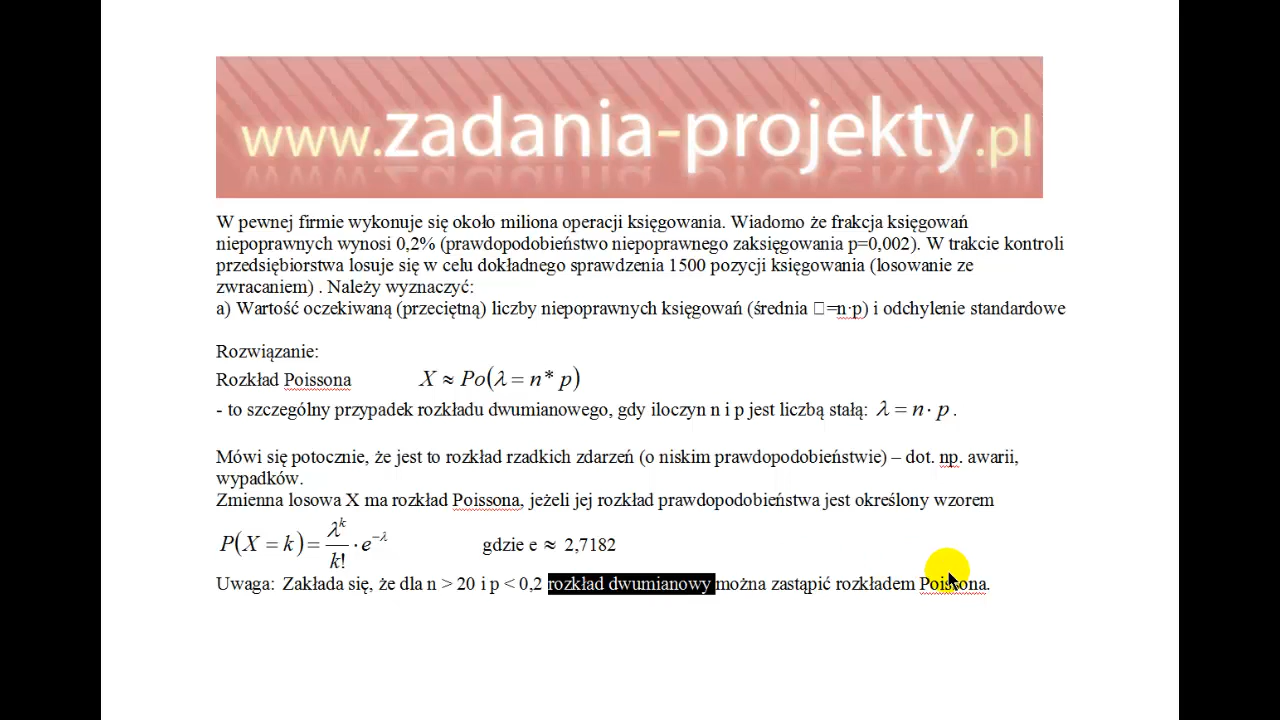 www.zadania-projekty.pl
W pewnej firmie wykonuje się około miliona operacji księgowania. Wiadomo że frakcja księgowań
niepoprawnych wynosi 0,2% (prawdopodobieństwo niepoprawnego zaksięgowania p=0,002). W trakcie kontroli
przedsiębiorstwa losuje się w celu dokładnego sprawdzenia 1500 pozycji księgowania (losowanie ze
zwracaniem) . Należy wyznaczyć:
a) Wartość oczekiwaną (przeciętną) liczby niepoprawnych księgowań (średnia □=n·p) i odchylenie standardowe
Rozwiązanie:
Rozkład Poissona X ≈ Po(λ = n * p)
- to szczególny przypadek rozkładu dwumianowego, gdy iloczyn n i p jest liczbą stałą: λ = n · p .
Mówi się potocznie, że jest to rozkład rzadkich zdarzeń (o niskim prawdopodobieństwie) – dot. np. awarii,
wypadków.
Zmienna losowa X ma rozkład Poissona, jeżeli jej rozkład prawdopodobieństwa jest określony wzorem
P(X = k) = λ^k / k! · e^−λ gdzie e ≈ 2,7182
Uwaga: Zakłada się, że dla n > 20 i p < 0,2 rozkład dwumianowy można zastąpić rozkładem Poissona.